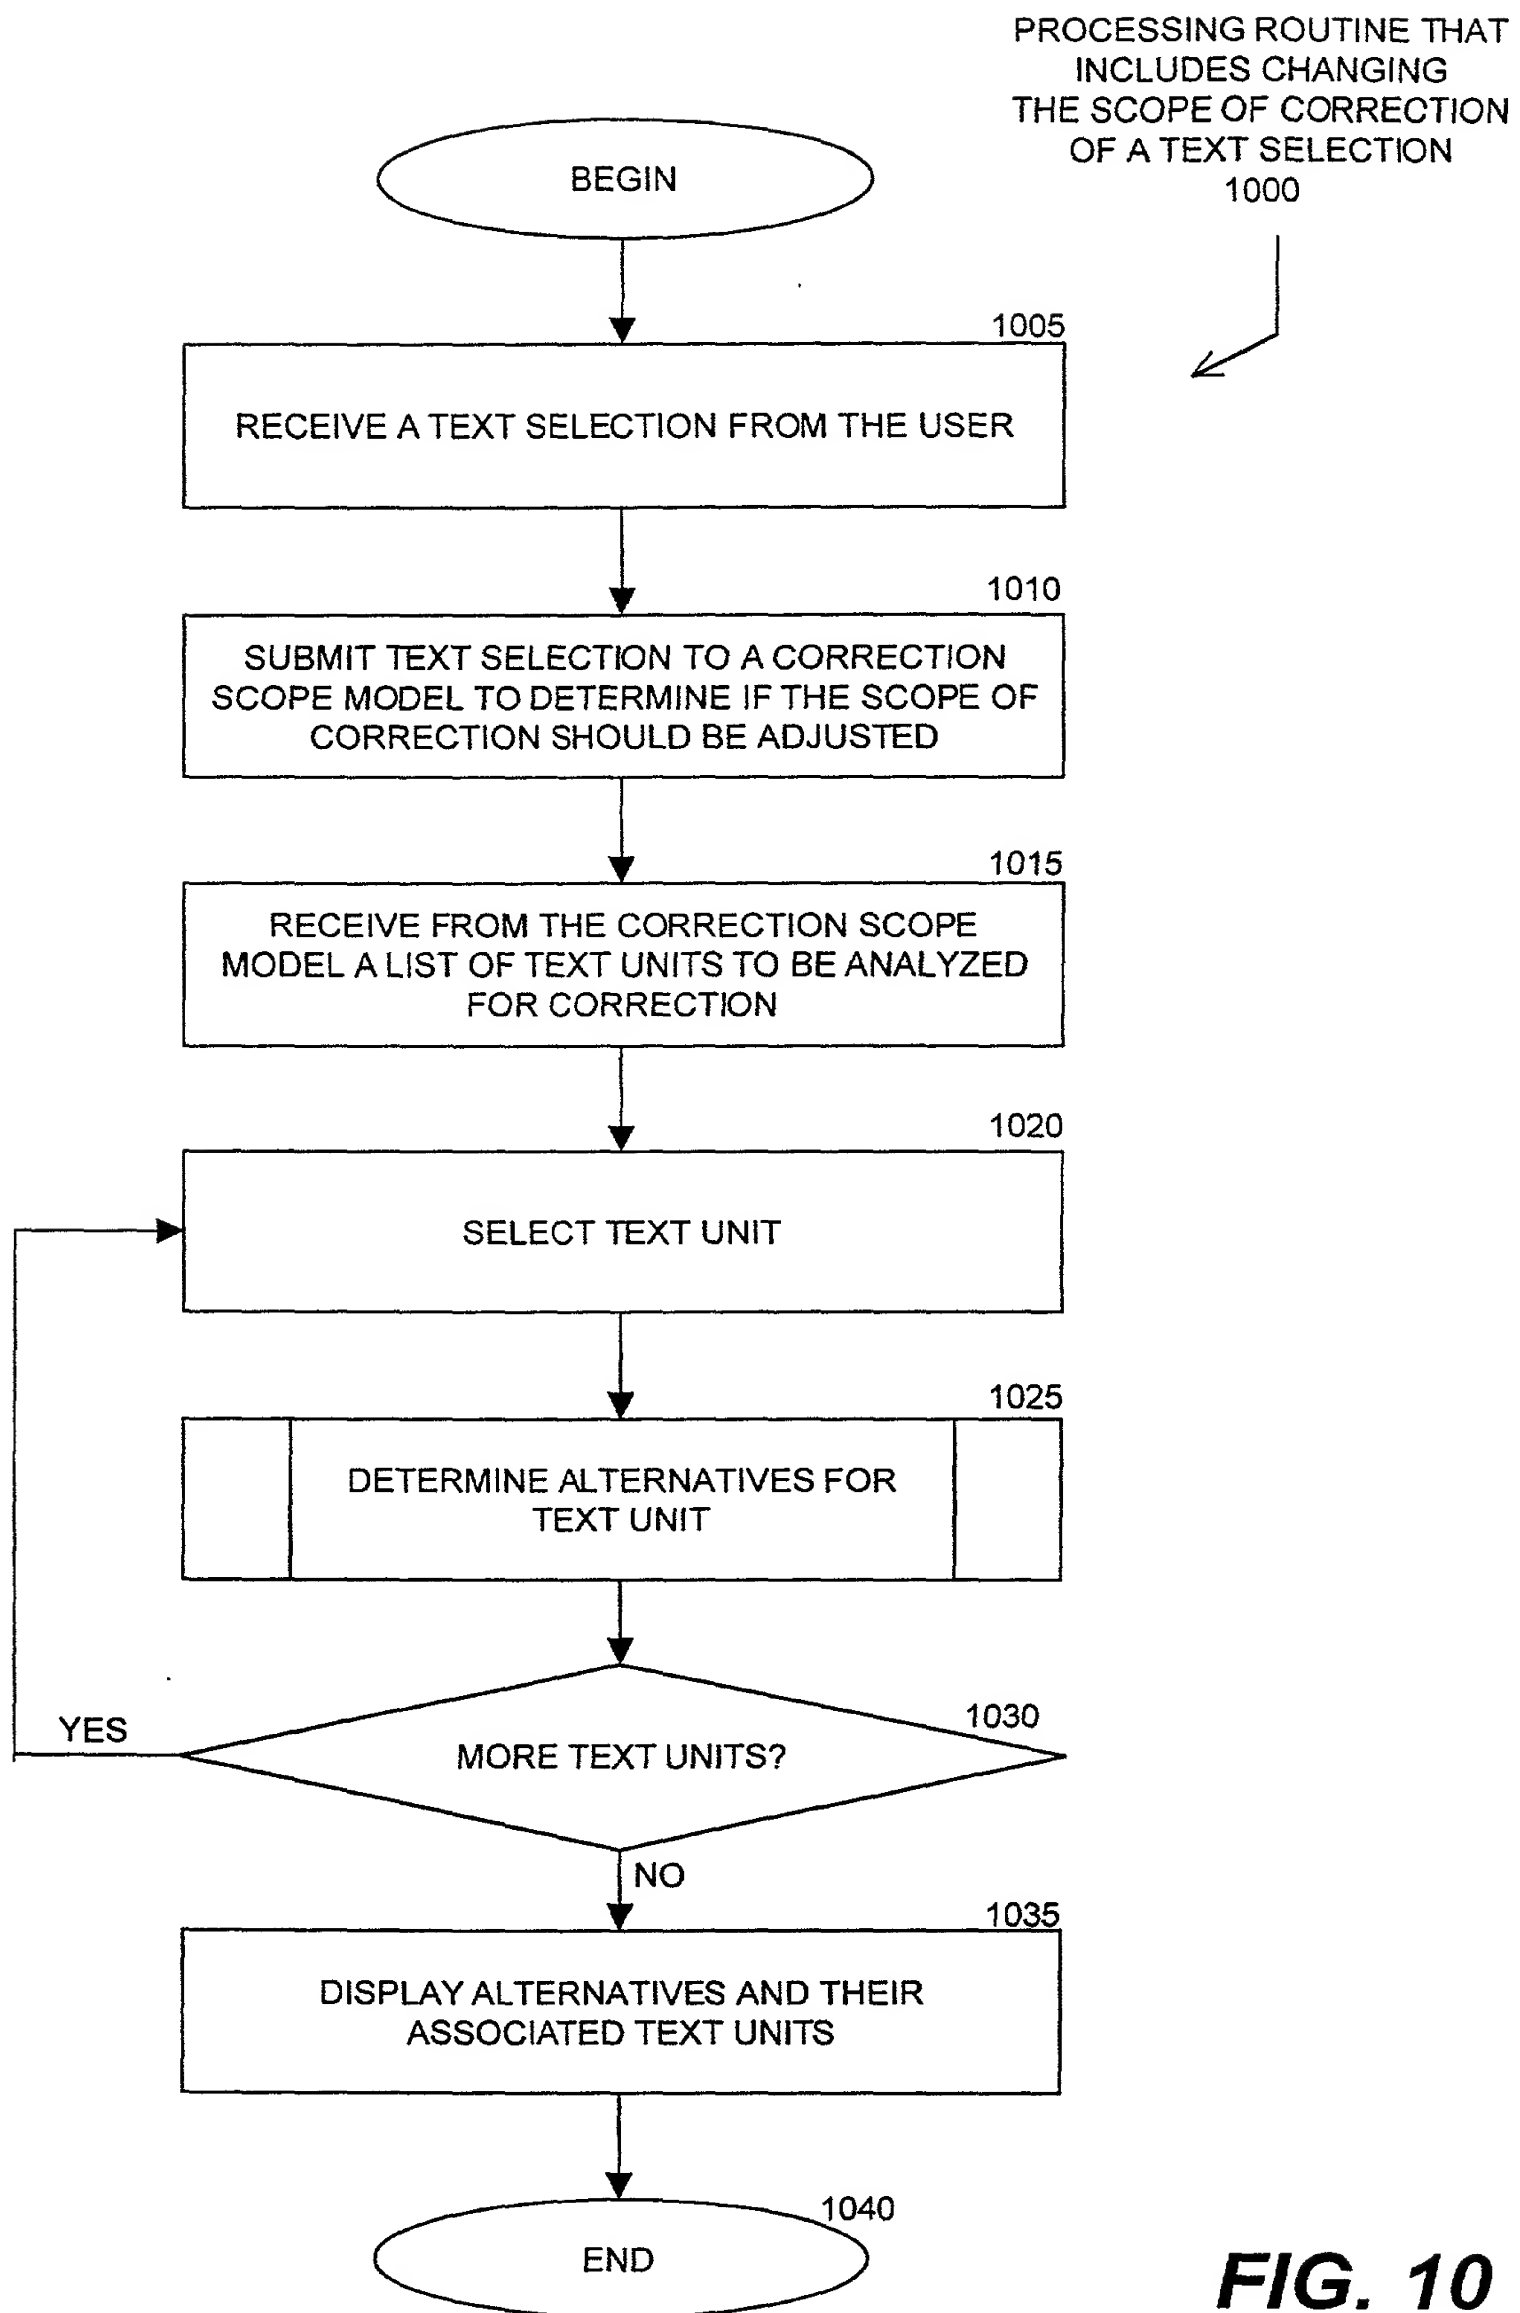 PROCESSING ROUTINE THAT
INCLUDES CHANGING
THE SCOPE OF CORRECTION
OF A TEXT SELECTION
1000
BEGIN
1005
RECEIVE A TEXT SELECTION FROM THE USER
1010
SUBMIT TEXT SELECTION TO A CORRECTION
SCOPE MODEL TO DETERMINE IF THE SCOPE OF
CORRECTION SHOULD BE ADJUSTED
1015
RECEIVE FROM THE CORRECTION SCOPE
MODEL A LIST OF TEXT UNITS TO BE ANALYZED
FOR CORRECTION
1020
SELECT TEXT UNIT
1025
DETERMINE ALTERNATIVES FOR
TEXT UNIT
1030
YES
MORE TEXT UNITS?
NO
1035
DISPLAY ALTERNATIVES AND THEIR
ASSOCIATED TEXT UNITS
1040
END
FIG. 10